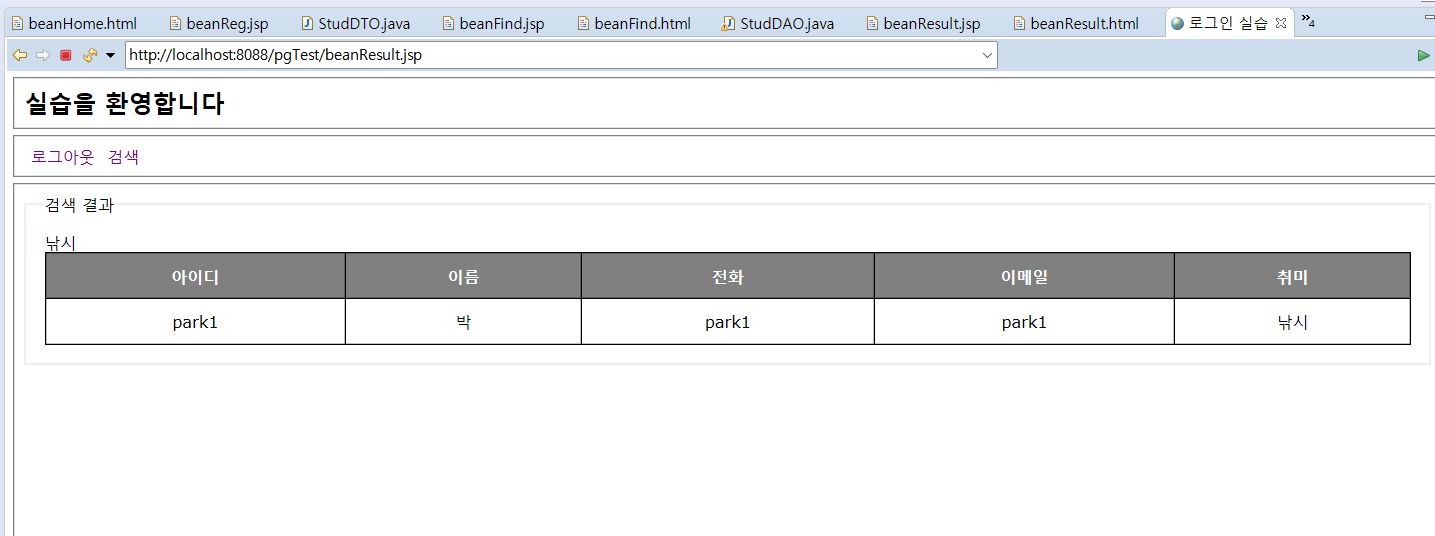 beanHome.html beanReg.jsp StudDTO.java beanFind.jsp beanFind.html StudDAO.java beanResult.jsp beanResult.html 로그인 실습 »4
http://localhost:8088/pgTest/beanResult.jsp
실습을 환영합니다
로그아웃 검색
검색 결과
낚시
아이디 이름 전화 이메일 취미
park1 박 park1 park1 낚시